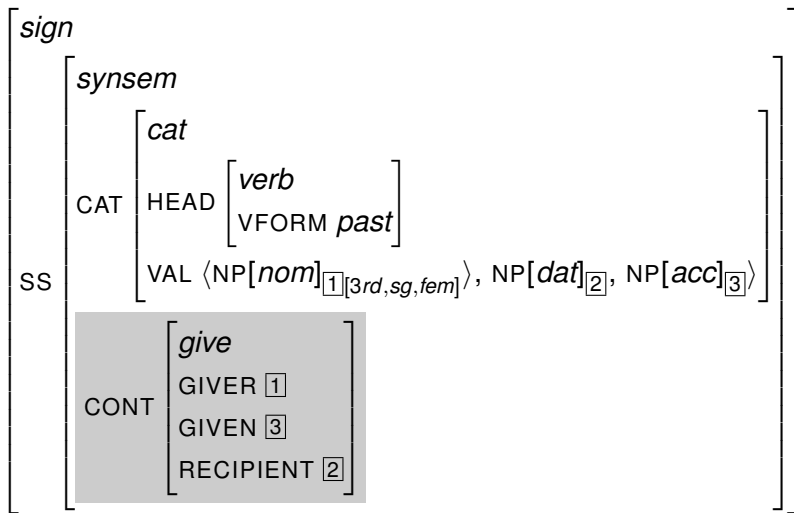 sign
synsem
cat
verb
CAT HEAD
VFORM past
SS
VAL ⟨NP[nom]1[3rd,sg,fem]⟩, NP[dat]2, NP[acc]3⟩
give
GIVER 1
CONT
GIVEN 3
RECIPIENT 2